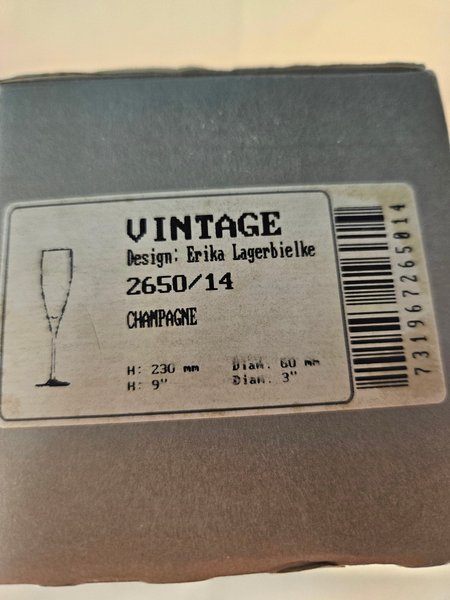 VINTAGE
Design: Erika Lagerbielke
2650/14
CHAMPAGNE
H: 230 mm Diam. 60 mm
H: 9" Diam. 3"
7319672265014